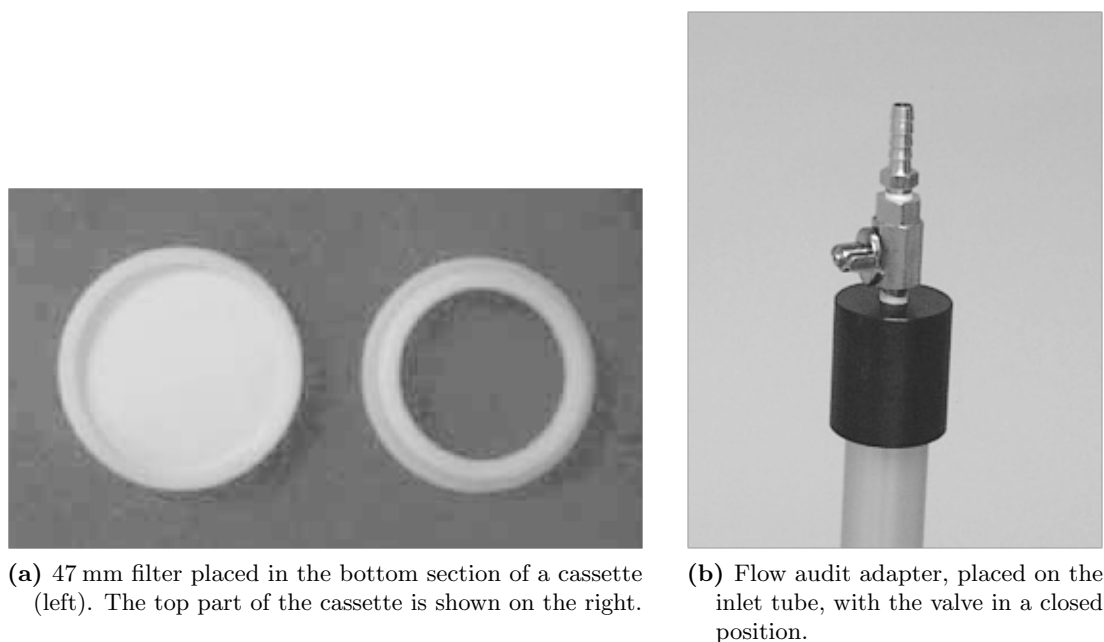 (a) 47 mm filter placed in the bottom section of a cassette
(left). The top part of the cassette is shown on the right.
(b) Flow audit adapter, placed on the
inlet tube, with the valve in a closed
position.